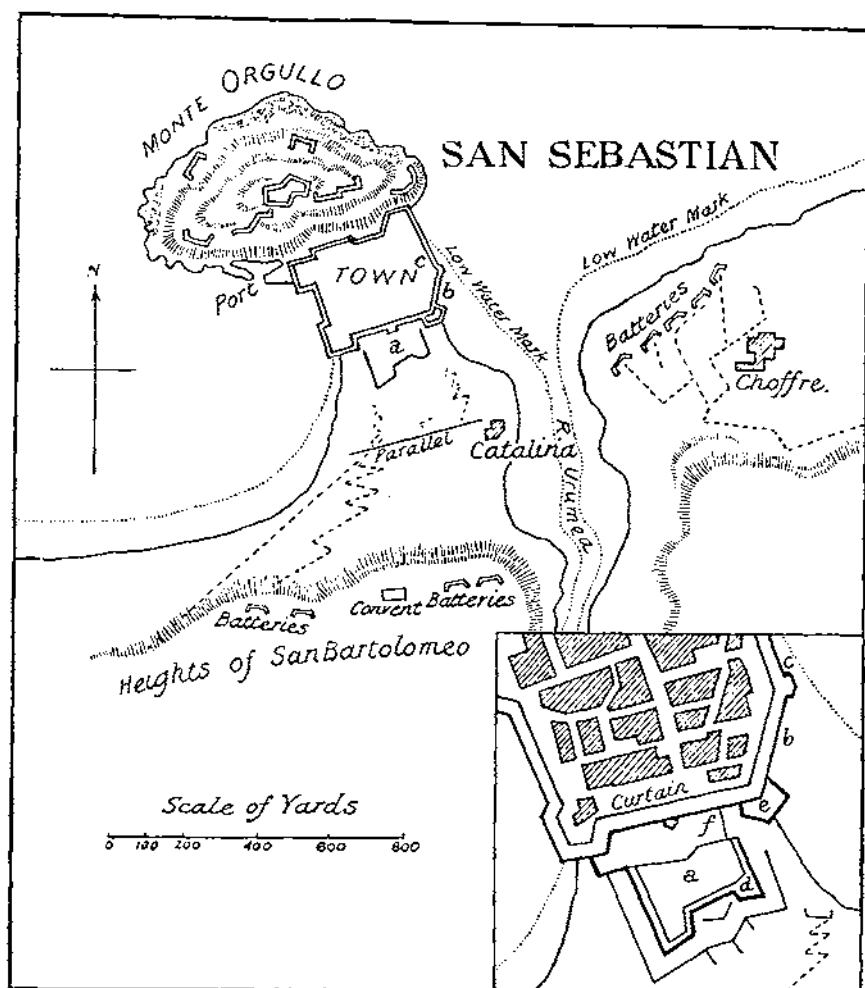 MONTE ORGULLO
SAN SEBASTIAN
N
Port
TOWN
c
b
a
Low Water Mark
Low Water Mark
Batteries
Choffre.
Parallel
Catalina
R. Urumea
Batteries
Convent
Batteries
Heights of San Bartolomeo
Scale of Yards
0 100 200 400 600 800
c
b
Curtain
e
f
a
d